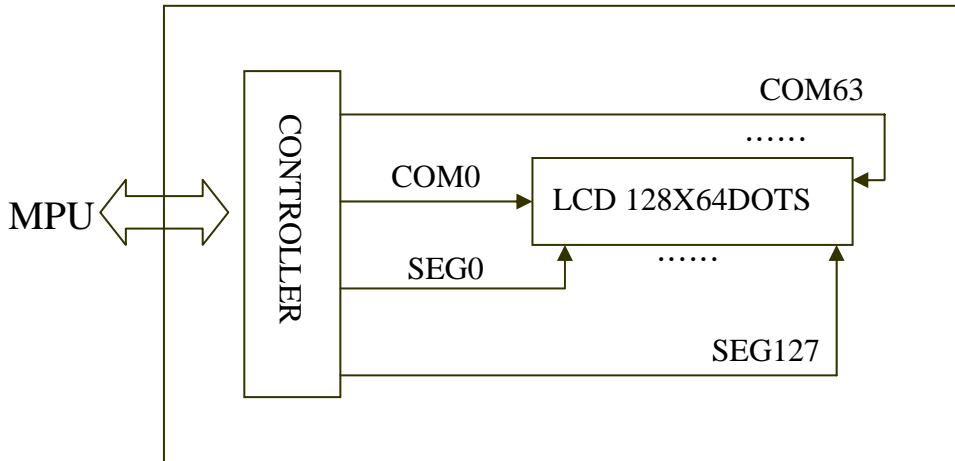 COM63
......
CONTROLLER
COM0
LCD 128X64DOTS
MPU
SEG0
......
SEG127